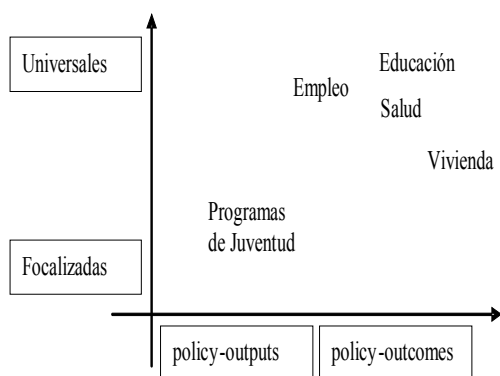 Universales
Educación
Empleo
Salud
Vivienda
Programas
de Juventud
Focalizadas
policy-outputs
policy-outcomes